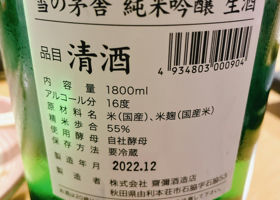 雪の茅舎 純米吟醸 生酒
品目 清酒
4 934803 000904
内容量 1800ml
アルコール分 16度
原材料名 米(国産)、米麹(国産米)
精米歩合 55%
使用酵母 自社酵母
保存方法 要冷蔵
製造年月 2022.12
製造者 株式会社 齋彌酒造店
秋田県由利本荘市石脇字石脇53